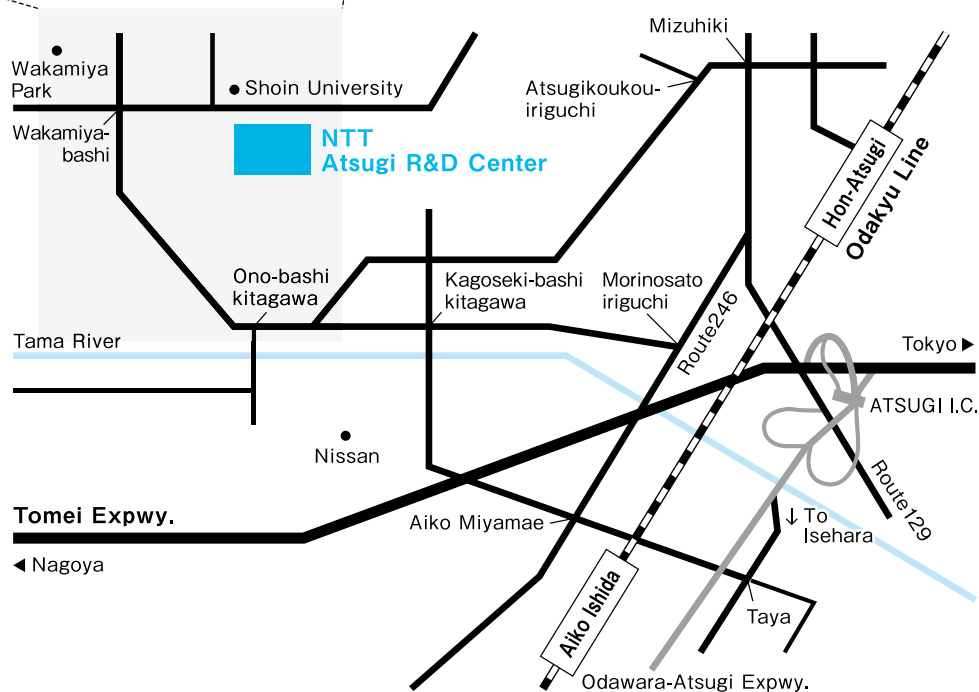 Mizuhiki
Wakamiya
Park
Shoin University
Atsugikoukou-
iriguchi
Wakamiya-
bashi
NTT
Atsugi R&D Center
Hon-Atsugi
Odakyu Line
Ono-bashi
kitagawa
Kagoseki-bashi
kitagawa
Morinosato
iriguchi
Route246
Tama River
Tokyo ▶
ATSUGI I.C.
Nissan
Route129
Tomei Expwy.
Aiko Miyamae
↓ To
Isehara
◀ Nagoya
Aiko Ishida
Taya
Odawara-Atsugi Expwy.